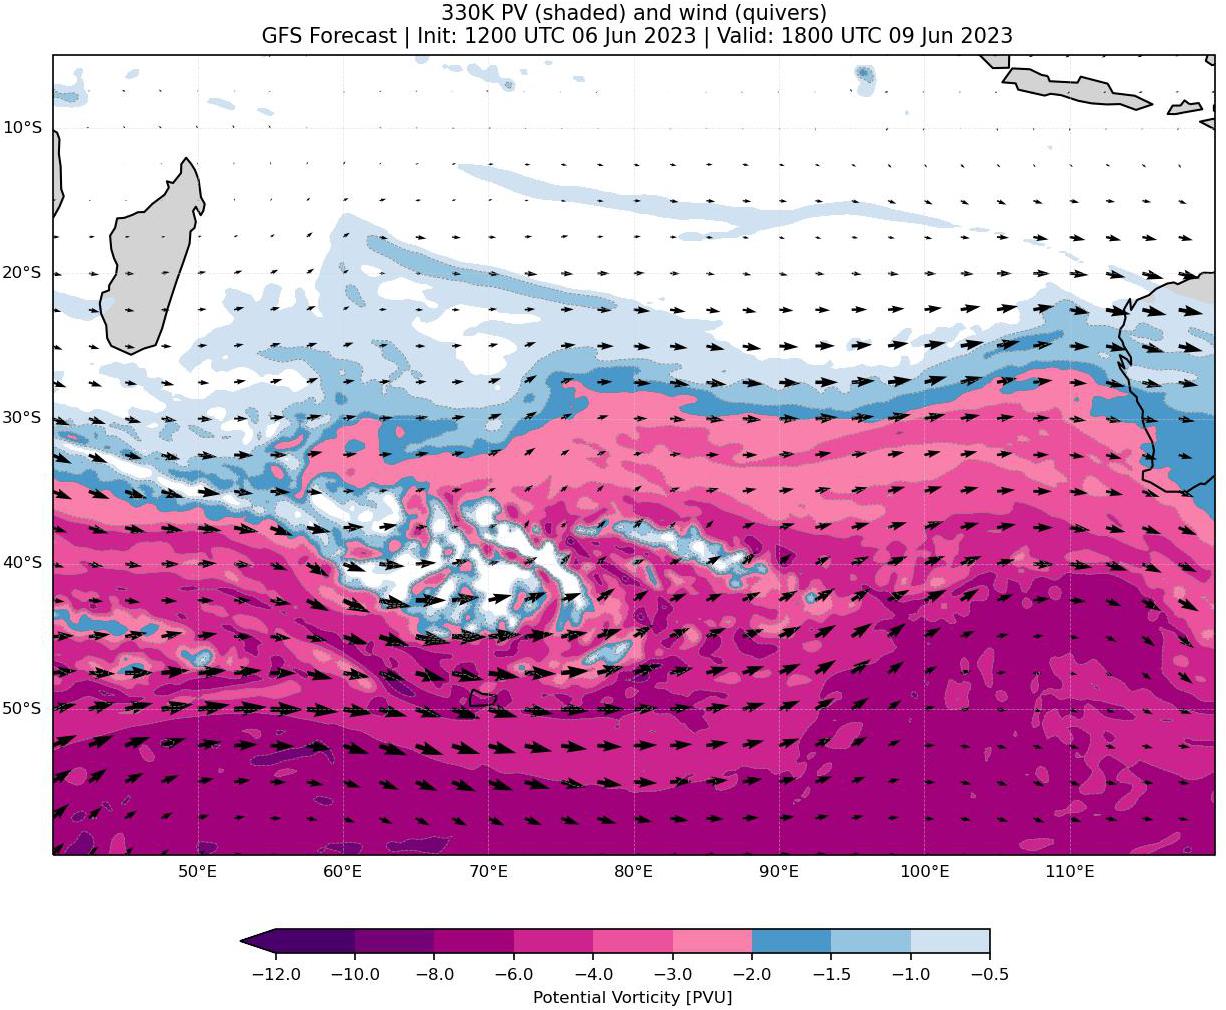 330K PV (shaded) and wind (quivers)
GFS Forecast | Init: 1200 UTC 06 Jun 2023 | Valid: 1800 UTC 09 Jun 2023
10°S
20°S
30°S
40°S
50°S
50°E 60°E 70°E 80°E 90°E 100°E 110°E
−12.0 −10.0 −8.0 −6.0 −4.0 −3.0 −2.0 −1.5 −1.0 −0.5
Potential Vorticity [PVU]